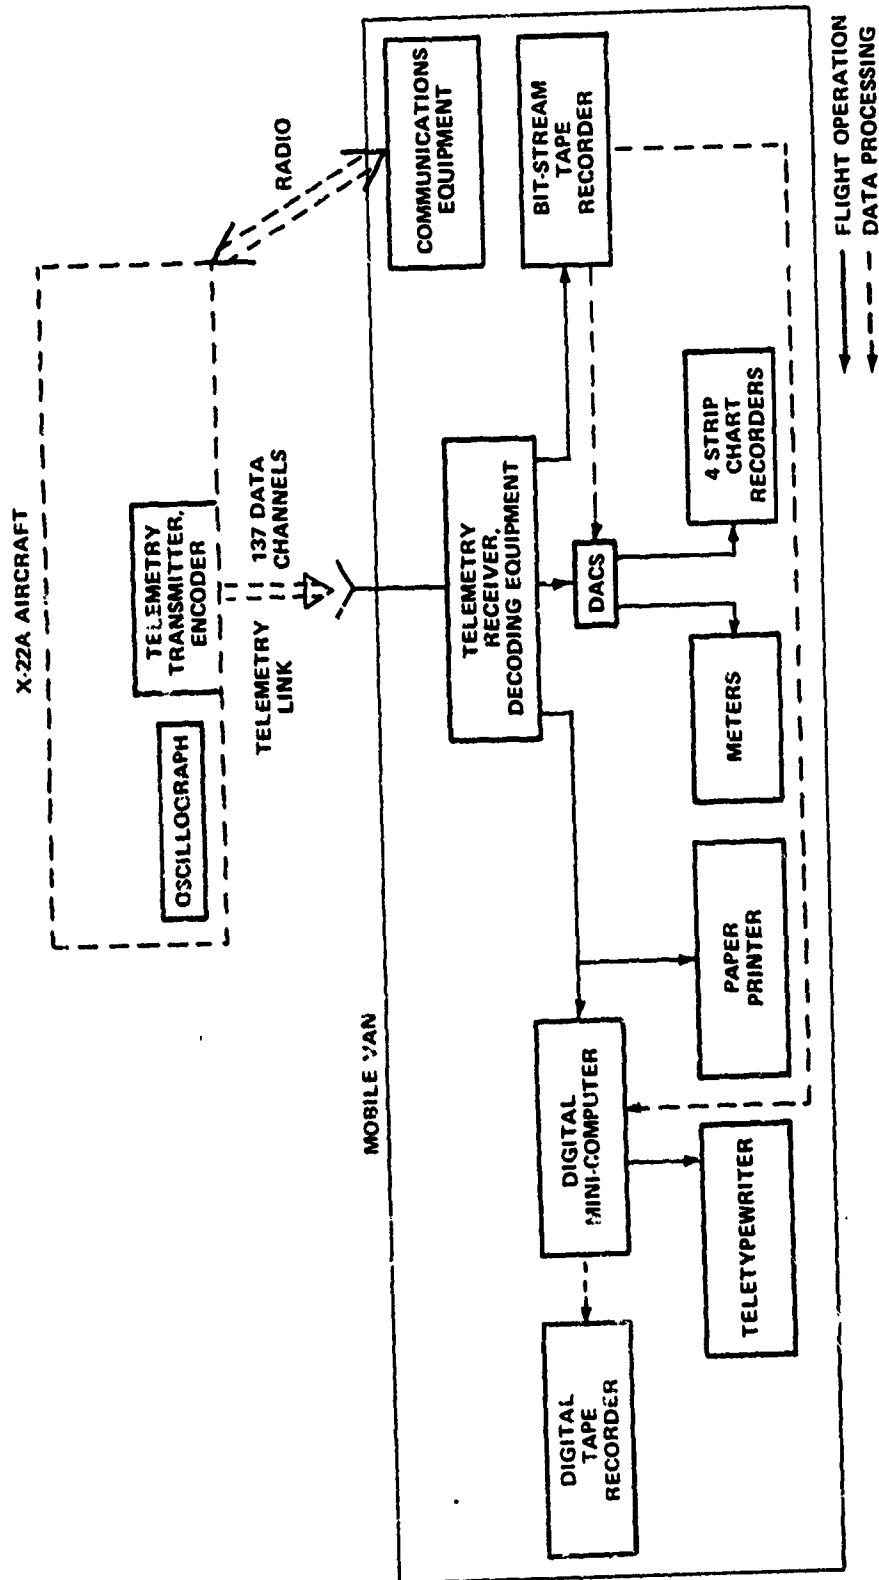 X-22A AIRCRAFT
OSCILLOGRAPH
TELEMETRY
TRANSMITTER,
ENCODER
TELEMETRY
LINK
137 DATA
CHANNELS
RADIO
MOBILE VAN
COMMUNICATIONS
EQUIPMENT
TELEMETRY
RECEIVER,
DECODING EQUIPMENT
BIT-STREAM
TAPE
RECORDER
DIGITAL
TAPE
RECORDER
DIGITAL
MINI-COMPUTER
DACS
TELETYPEWRITER
PAPER
PRINTER
METERS
4 STRIP
CHART
RECORDERS
FLIGHT OPERATION
DATA PROCESSING